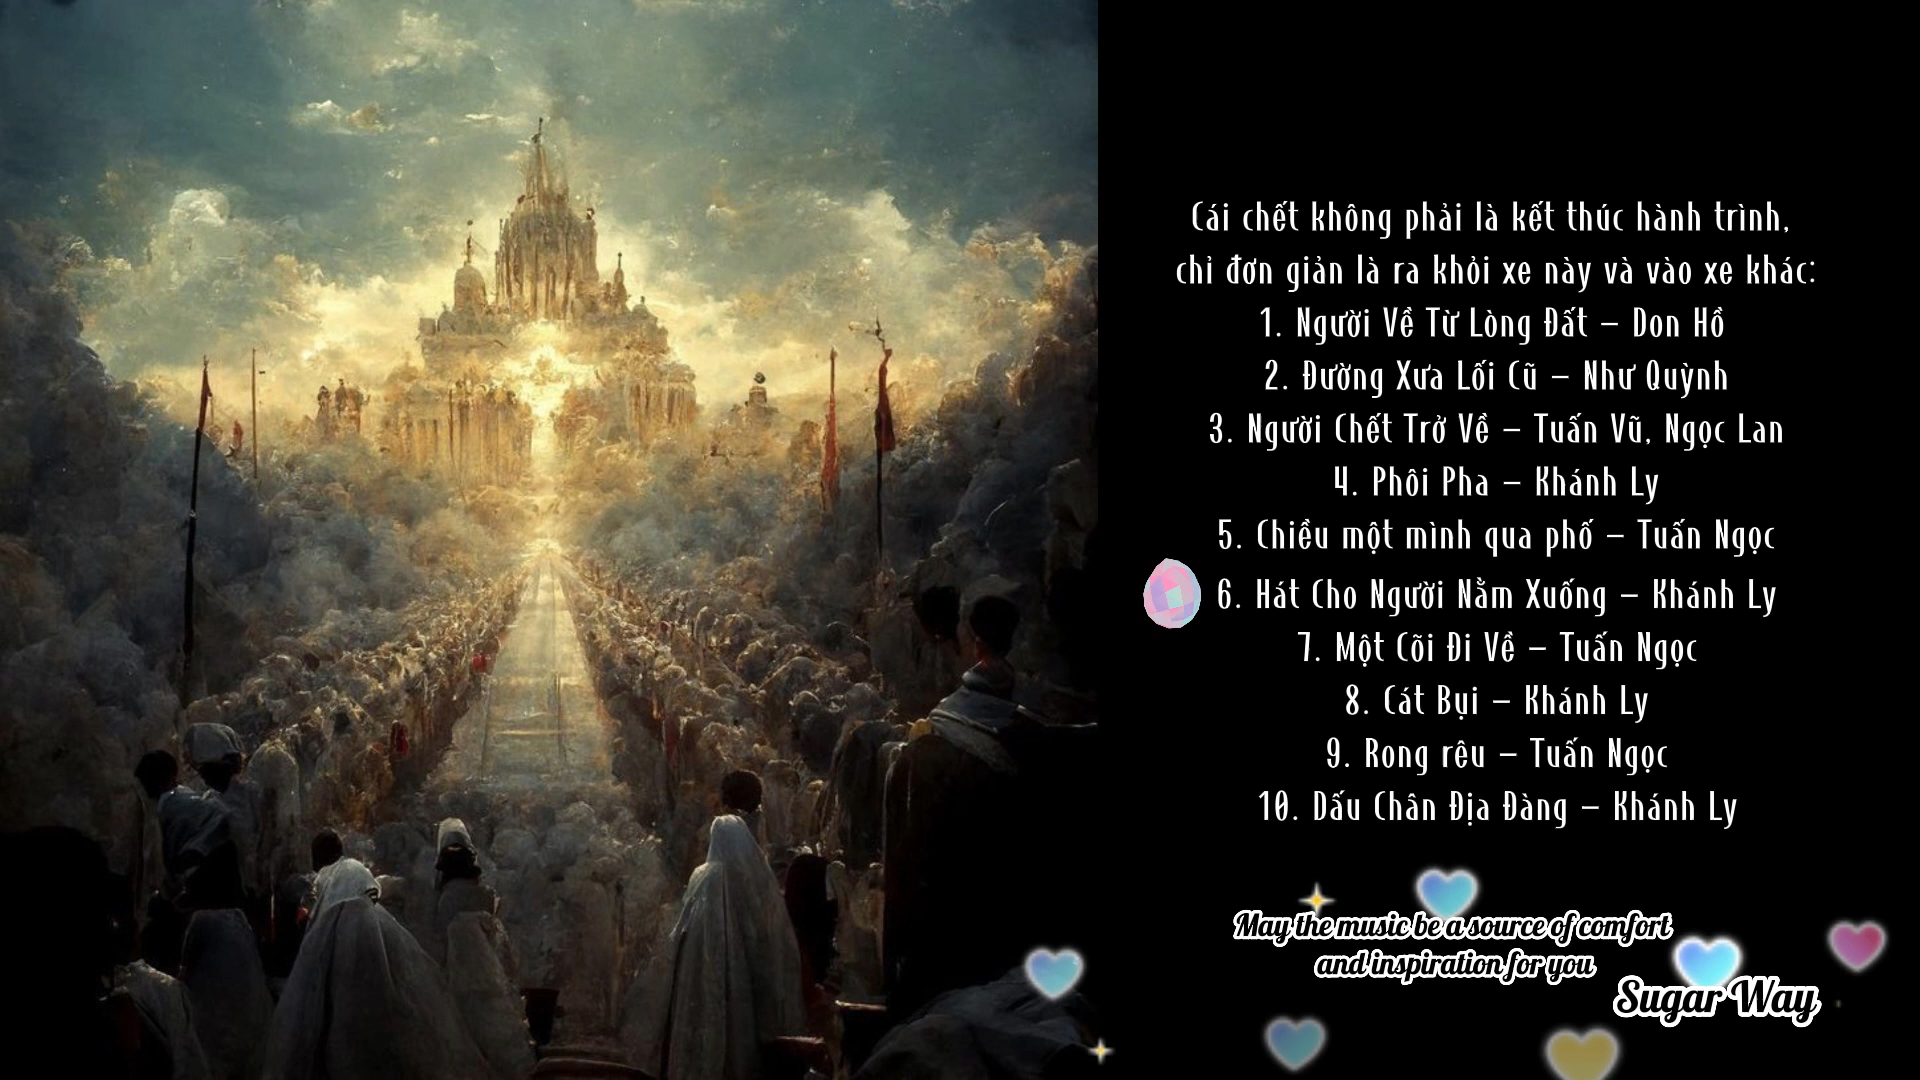 Cái chết không phải là kết thúc hành trình,
chỉ đơn giản là ra khỏi xe này và vào xe khác:
1. Người Về Từ Lòng Đất – Don Hồ
2. Đường Xưa Lối Cũ – Như Quỳnh
3. Người Chết Trở Về – Tuấn Vũ, Ngọc Lan
4. Phôi Pha – Khánh Ly
5. Chiều một mình qua phố – Tuấn Ngọc
6. Hát Cho Người Nằm Xuống – Khánh Ly
7. Một Cõi Đi Về – Tuấn Ngọc
8. Cát Bụi – Khánh Ly
9. Rong rêu – Tuấn Ngọc
10. Dấu Chân Địa Đàng – Khánh Ly
May the music be a source of comfort
and inspiration for you
Sugar Way